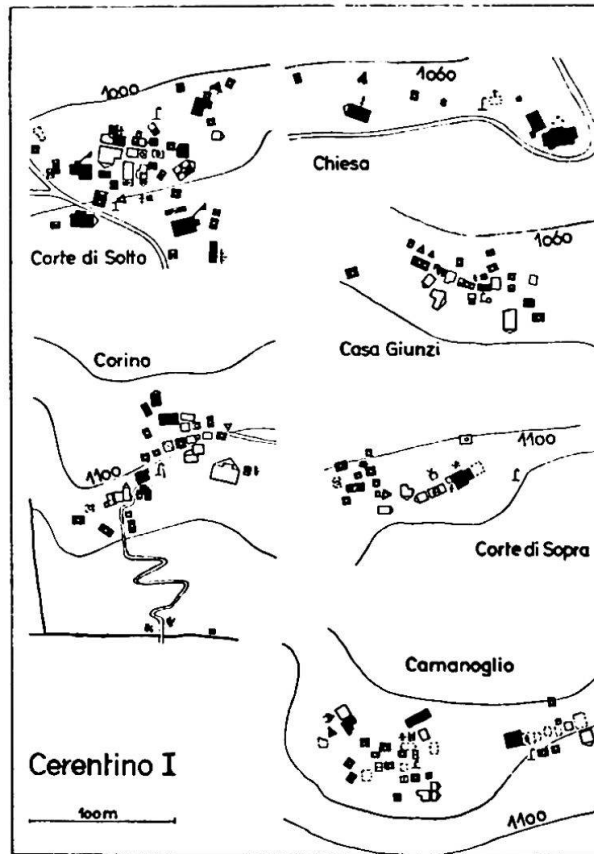 1000
1060
Chiesa
Corte di Sotto
1060
Corino
Casa Giunzi
1100
1100
Corte di Sopra
Camanoglio
Cerentino I
100m
1100